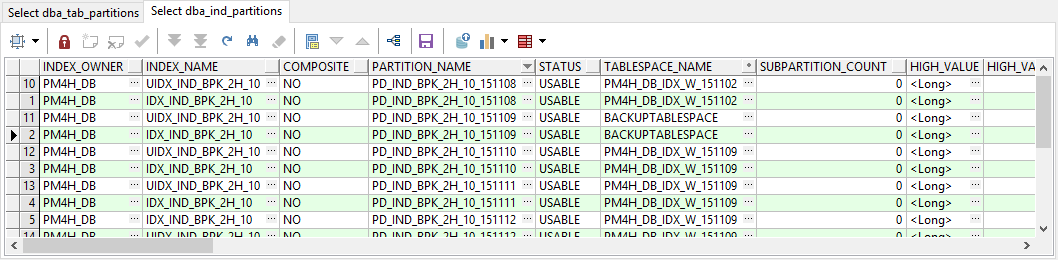 Select dba_tab_partitions Select dba_ind_partitions
INDEX_OWNER INDEX_NAME COMPOSITE PARTITION_NAME STATUS TABLESPACE_NAME * SUBPARTITION_COUNT HIGH_VALUE HIGH_VA
10 PM4H_DB ... UIDX_IND_BPK_2H_10 ... NO PD_IND_BPK_2H_10_151108 ... USABLE PM4H_DB_IDX_W_151102 ... 0 <Long> ...
1 PM4H_DB ... IDX_IND_BPK_2H_10 ... NO PD_IND_BPK_2H_10_151108 ... USABLE PM4H_DB_IDX_W_151102 ... 0 <Long> ...
11 PM4H_DB ... UIDX_IND_BPK_2H_10 ... NO PD_IND_BPK_2H_10_151109 ... USABLE BACKUPTABLESPACE ... 0 <Long> ...
2 PM4H_DB ... IDX_IND_BPK_2H_10 ... NO PD_IND_BPK_2H_10_151109 ... USABLE BACKUPTABLESPACE ... 0 <Long> ...
12 PM4H_DB ... UIDX_IND_BPK_2H_10 ... NO PD_IND_BPK_2H_10_151110 ... USABLE PM4H_DB_IDX_W_151109 ... 0 <Long> ...
3 PM4H_DB ... IDX_IND_BPK_2H_10 ... NO PD_IND_BPK_2H_10_151110 ... USABLE PM4H_DB_IDX_W_151109 ... 0 <Long> ...
13 PM4H_DB ... UIDX_IND_BPK_2H_10 ... NO PD_IND_BPK_2H_10_151111 ... USABLE PM4H_DB_IDX_W_151109 ... 0 <Long> ...
4 PM4H_DB ... IDX_IND_BPK_2H_10 ... NO PD_IND_BPK_2H_10_151111 ... USABLE PM4H_DB_IDX_W_151109 ... 0 <Long> ...
5 PM4H_DB ... IDX_IND_BPK_2H_10 ... NO PD_IND_BPK_2H_10_151112 ... USABLE PM4H_DB_IDX_W_151109 ... 0 <Long> ...
14 PM4H_DB ... UIDX_IND_BPK_2H_10 ... NO PD_IND_BPK_2H_10_151112 ... USABLE PM4H_DB_IDX_W_151109 ... 0 <Long> ...